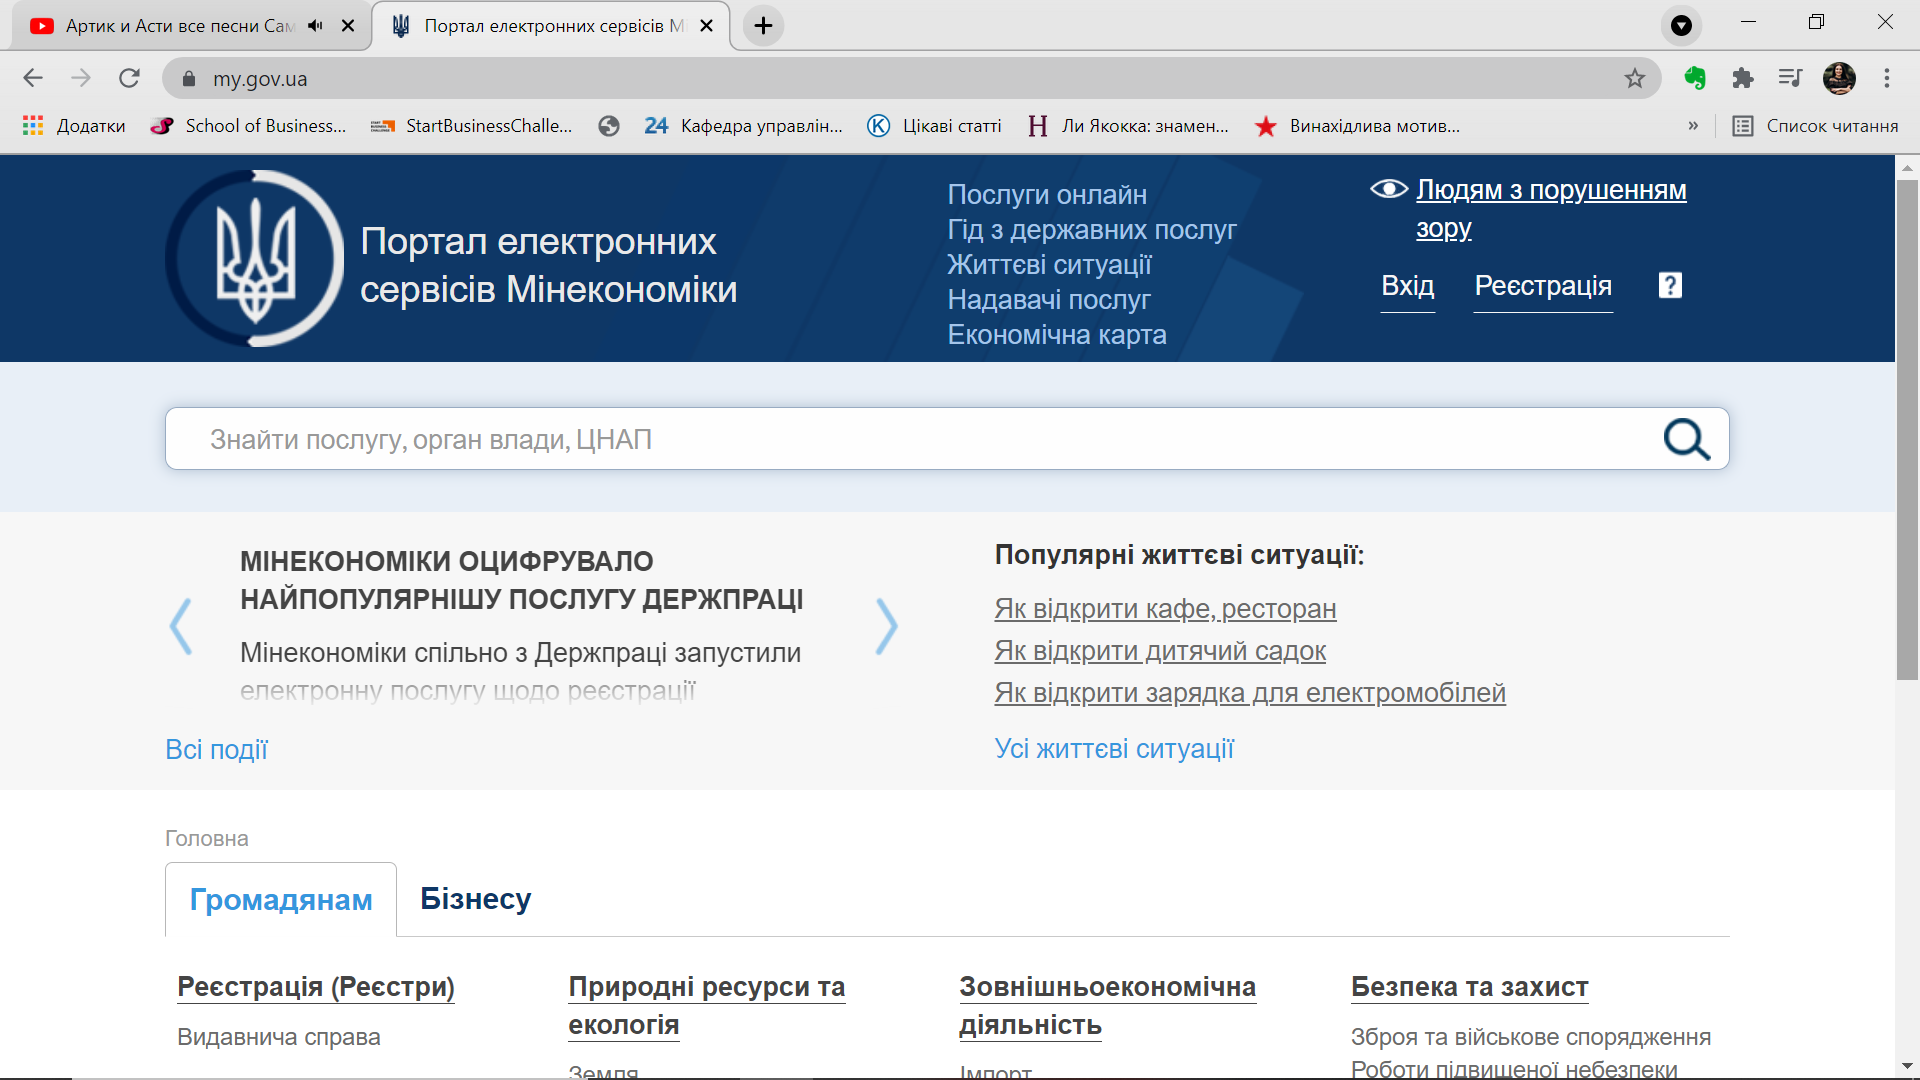 Артик и Асти все песни Сам
Портал електронних сервісів Мі
my.gov.ua
Додатки
School of Business...
StartBusinessChalle...
24 Кафедра управлін...
Цікаві статті
Ли Якокка: знамен...
Винахідлива мотив...
»
Список читання
Портал електронних
сервісів Мінекономіки
Послуги онлайн
Гід з державних послуг
Життєві ситуації
Надавачі послуг
Економічна карта
Людям з порушенням
зору
Вхід
Реєстрація
?
Знайти послугу, орган влади, ЦНАП
МІНЕКОНОМІКИ ОЦИФРУВАЛО
НАЙПОПУЛЯРНІШУ ПОСЛУГУ ДЕРЖПРАЦІ
Мінекономіки спільно з Держпраці запустили
електронну послугу щодо реєстрації
Всі події
Популярні життєві ситуації:
Як відкрити кафе, ресторан
Як відкрити дитячий садок
Як відкрити зарядка для електромобілей
Усі життєві ситуації
Головна
Громадянам
Бізнесу
Реєстрація (Реєстри)
Видавнича справа
Природні ресурси та
екологія
Земля
Зовнішньоекономічна
діяльність
Імпорт
Безпека та захист
Зброя та військове спорядження
Роботи підвищеної небезпеки